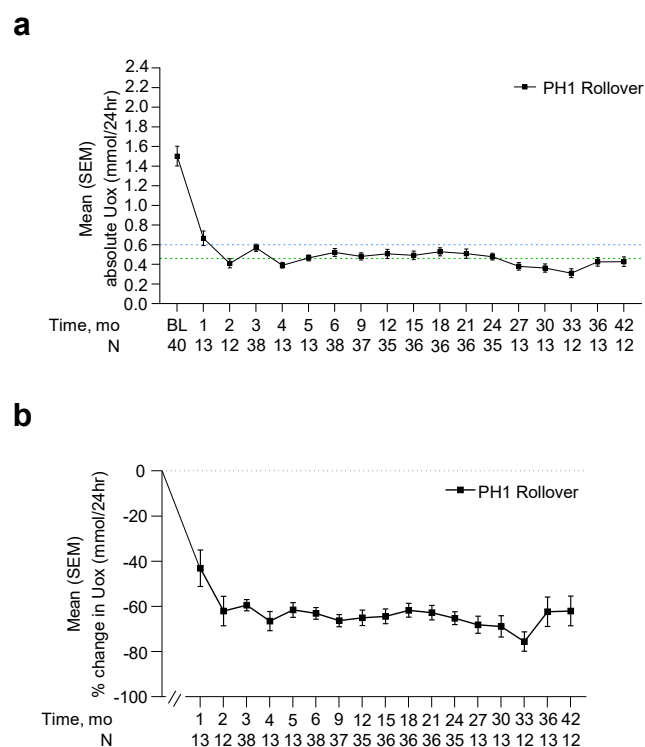 a
Mean (SEM)
absolute Uox (mmol/24hr)
2.4
2.2
2.0
1.8
1.6
1.4
1.2
1.0
0.8
0.6
0.4
0.2
0.0
PH1 Rollover
Time, mo BL 1 2 3 4 5 6 9 12 15 18 21 24 27 30 33 36 42
N 40 13 12 38 13 13 38 37 35 36 36 36 35 13 13 12 13 12
b
Mean (SEM)
% change in Uox (mmol/24hr)
0
-20
-40
-60
-80
-100
PH1 Rollover
Time, mo 1 2 3 4 5 6 9 12 15 18 21 24 27 30 33 36 42
N 13 12 38 13 13 38 37 35 36 36 36 35 13 13 12 13 12